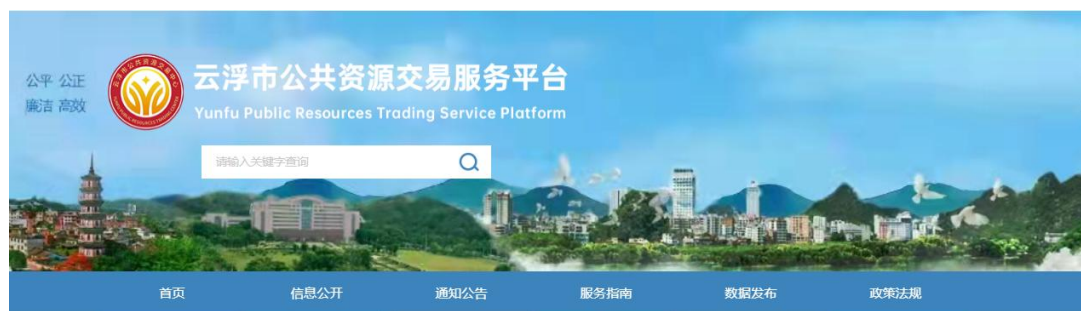 公平 公正
廉洁 高效
云浮市公共资源交易服务平台
Yunfu Public Resources Trading Service Platform
请输入关键字查询
首页 信息公开 通知公告 服务指南 数据发布 政策法规